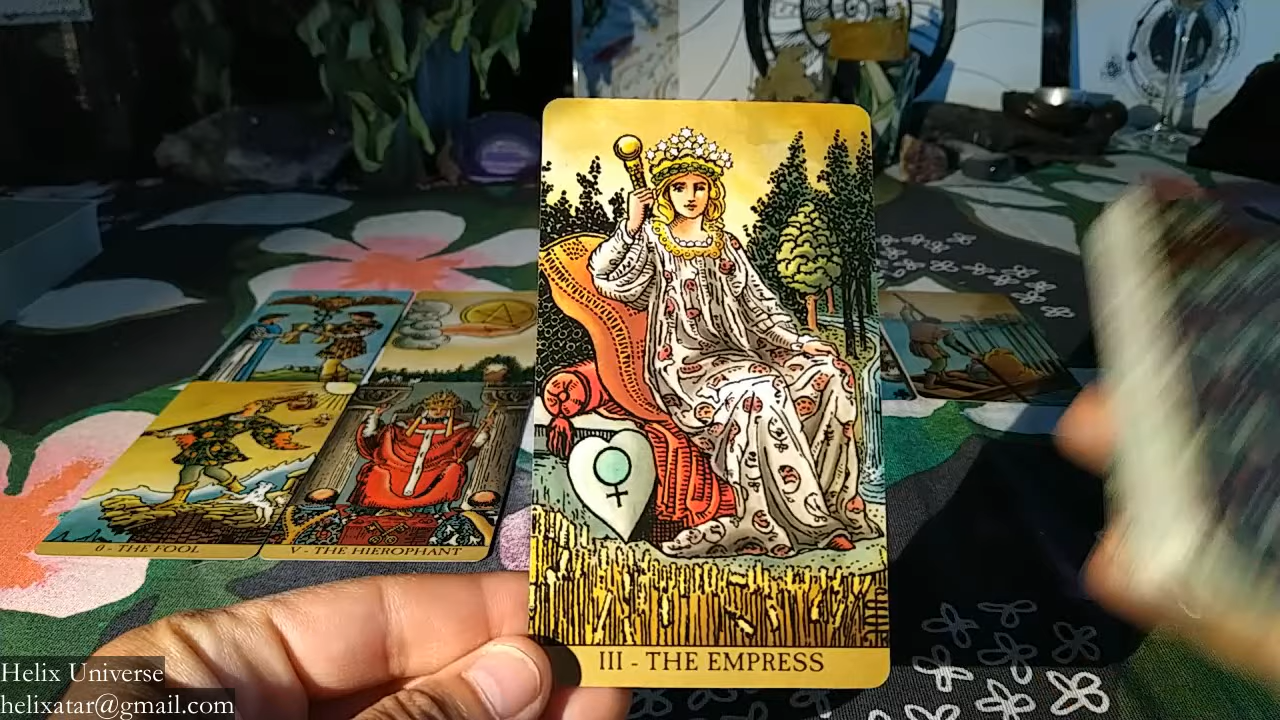 III - THE EMPRESS
0 - THE FOOL
V - THE HIEROPHANT
Helix Universe
helixatar@gmail.com